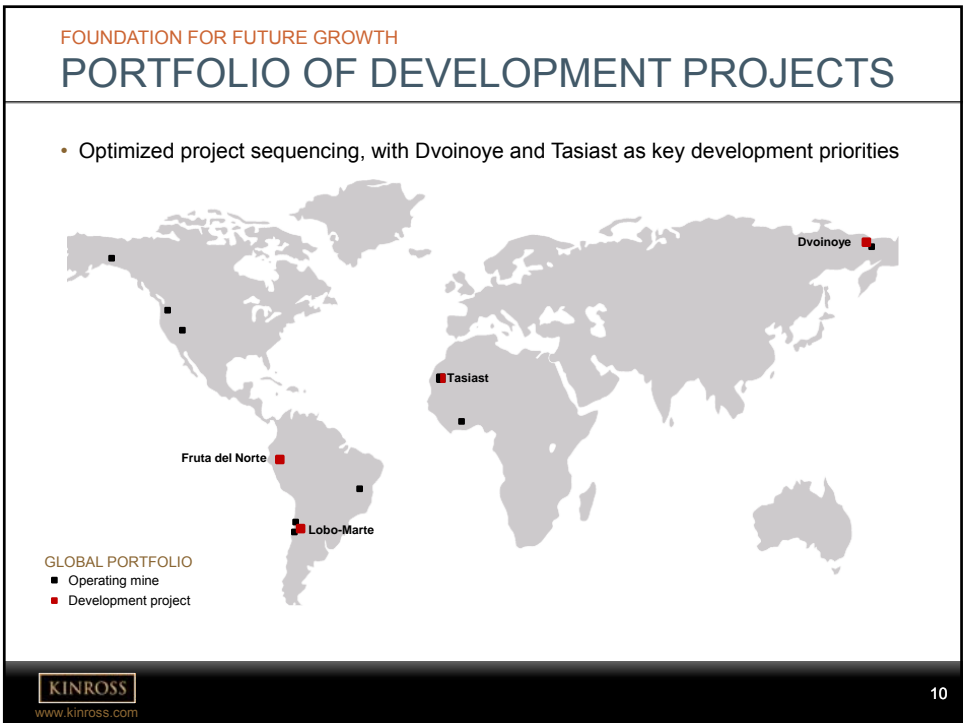 FOUNDATION FOR FUTURE GROWTH
PORTFOLIO OF DEVELOPMENT PROJECTS
• Optimized project sequencing, with Dvoinoye and Tasiast as key development priorities
Dvoinoye
Tasiast
Fruta del Norte
Lobo-Marte
GLOBAL PORTFOLIO
Operating mine
Development project
KINROSS
www.kinross.com
10